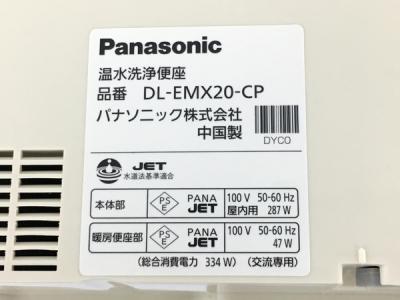 Panasonic
温水洗浄便座
品番 DL-EMX20-CP
パナソニック株式会社
中国製
DYCO
JET
水道法基準適合
本体部 PSE PANA JET 100 V 50-60 Hz
屋内用 287 W
暖房便座部 PSE PANA JET 100 V 50-60 Hz
47 W
(総合消費電力 334 W) (交流専用)